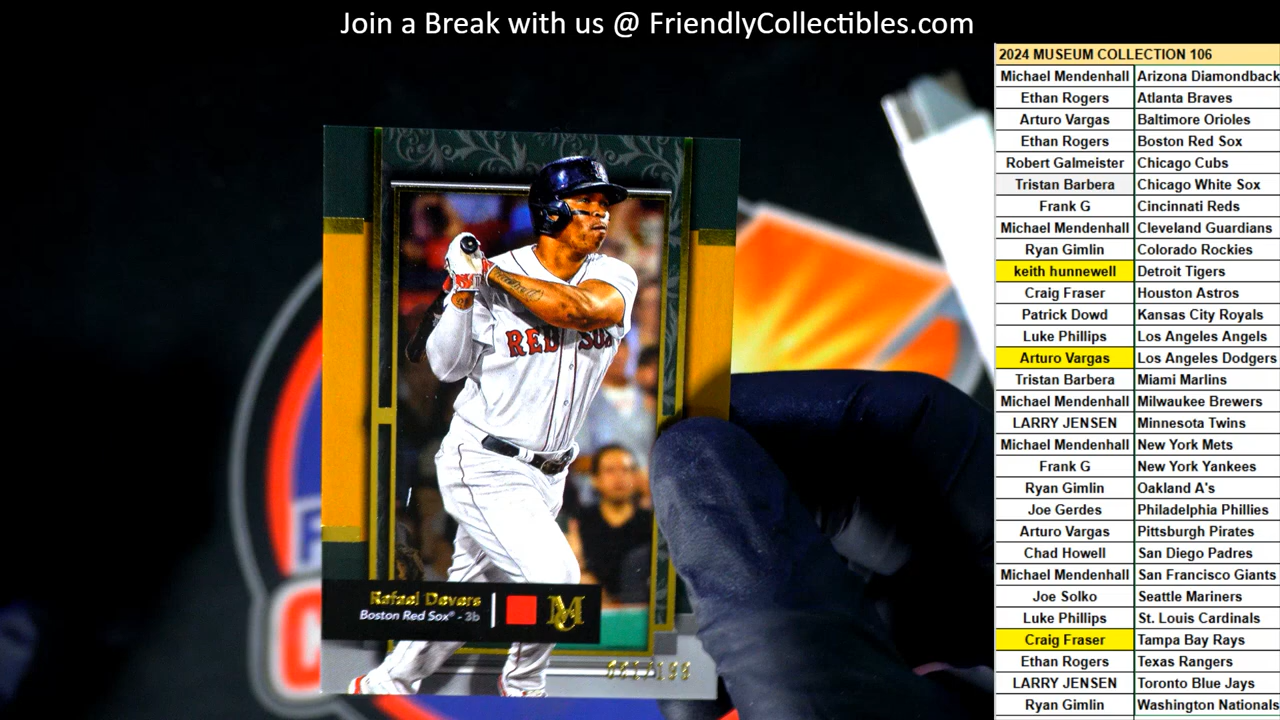 Join a Break with us @ FriendlyCollectibles.com
2024 MUSEUM COLLECTION 106
Michael Mendenhall Arizona Diamondback
Ethan Rogers Atlanta Braves
Arturo Vargas Baltimore Orioles
Ethan Rogers Boston Red Sox
Robert Galmeister Chicago Cubs
Tristan Barbera Chicago White Sox
Frank G Cincinnati Reds
Michael Mendenhall Cleveland Guardians
Ryan Gimlin Colorado Rockies
keith hunnewell Detroit Tigers
Craig Fraser Houston Astros
Patrick Dowd Kansas City Royals
Luke Phillips Los Angeles Angels
Arturo Vargas Los Angeles Dodgers
Tristan Barbera Miami Marlins
Michael Mendenhall Milwaukee Brewers
LARRY JENSEN Minnesota Twins
Michael Mendenhall New York Mets
Frank G New York Yankees
Ryan Gimlin Oakland A's
Joe Gerdes Philadelphia Phillies
Arturo Vargas Pittsburgh Pirates
Chad Howell San Diego Padres
Michael Mendenhall San Francisco Giants
Joe Solko Seattle Mariners
Luke Phillips St. Louis Cardinals
Craig Fraser Tampa Bay Rays
Ethan Rogers Texas Rangers
LARRY JENSEN Toronto Blue Jays
Ryan Gimlin Washington Nationals
RED SOX
Rafael Devers
Boston Red Sox® - 3b
M